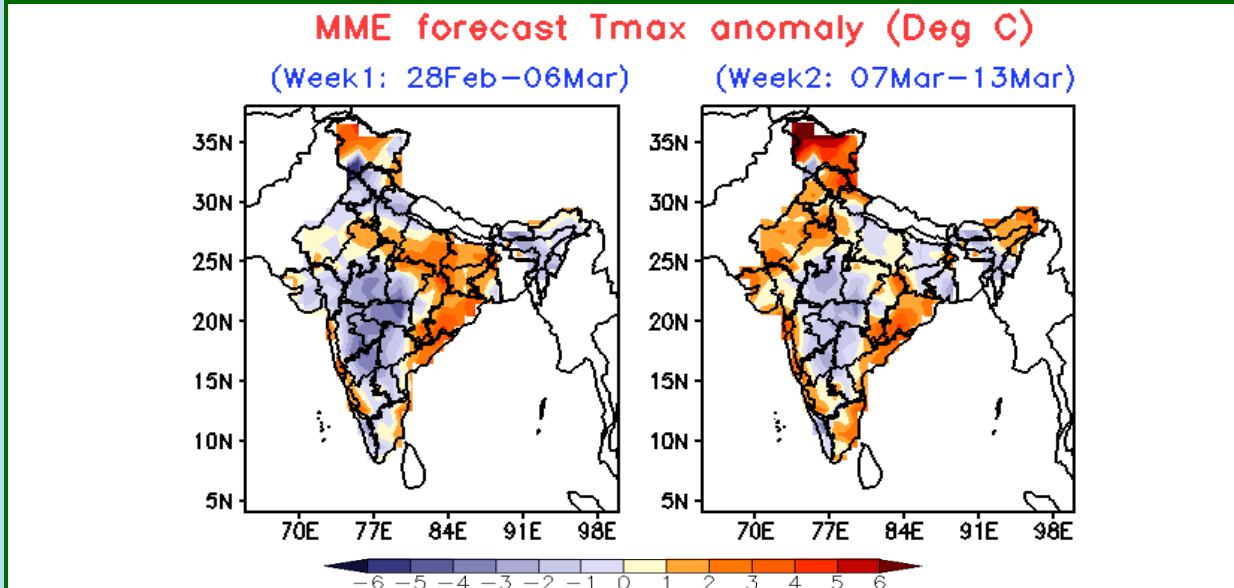 MME forecast Tmax anomaly (Deg C)
(Week1: 28Feb-06Mar)
(Week2: 07Mar-13Mar)
35N
30N
25N
20N
15N
10N
5N
70E 77E 84E 91E 98E
35N
30N
25N
20N
15N
10N
5N
70E 77E 84E 91E 98E
-6 -5 -4 -3 -2 -1 0 1 2 3 4 5 6